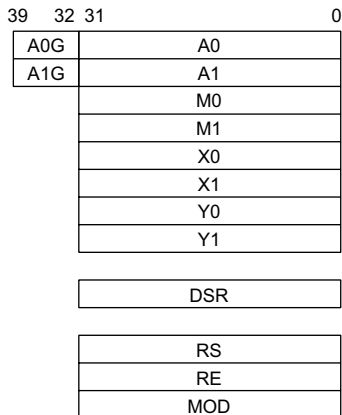 39 32 31 0
A0G A0
A1G A1
M0
M1
X0
X1
Y0
Y1
DSR
RS
RE
MOD